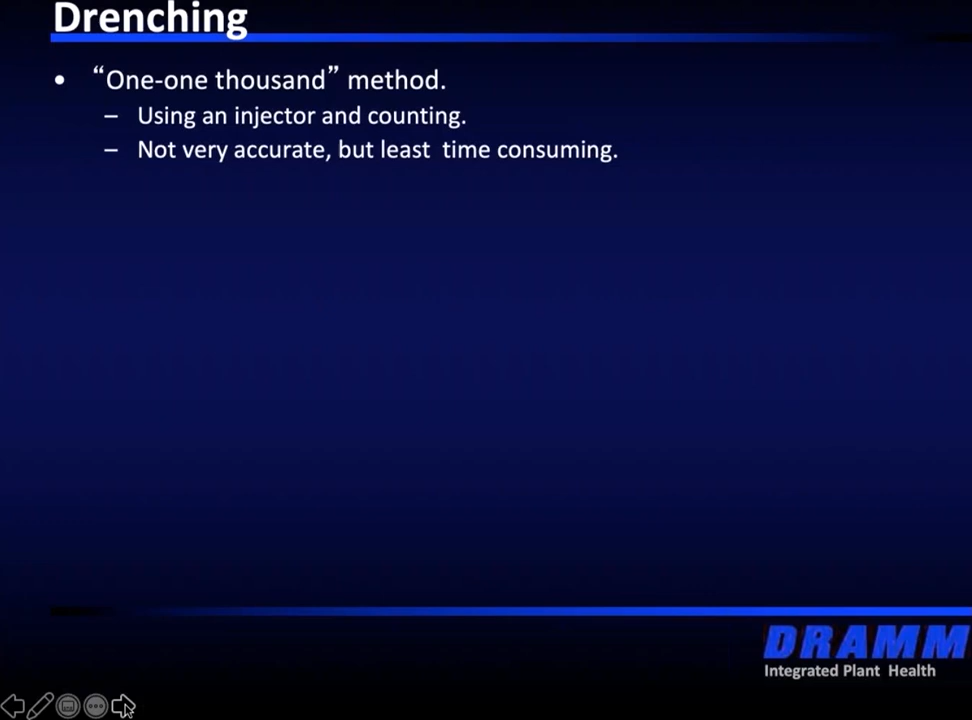 Drenching
• “One-one thousand” method.
– Using an injector and counting.
– Not very accurate, but least  time consuming.
DRAMM
Integrated Plant  Health